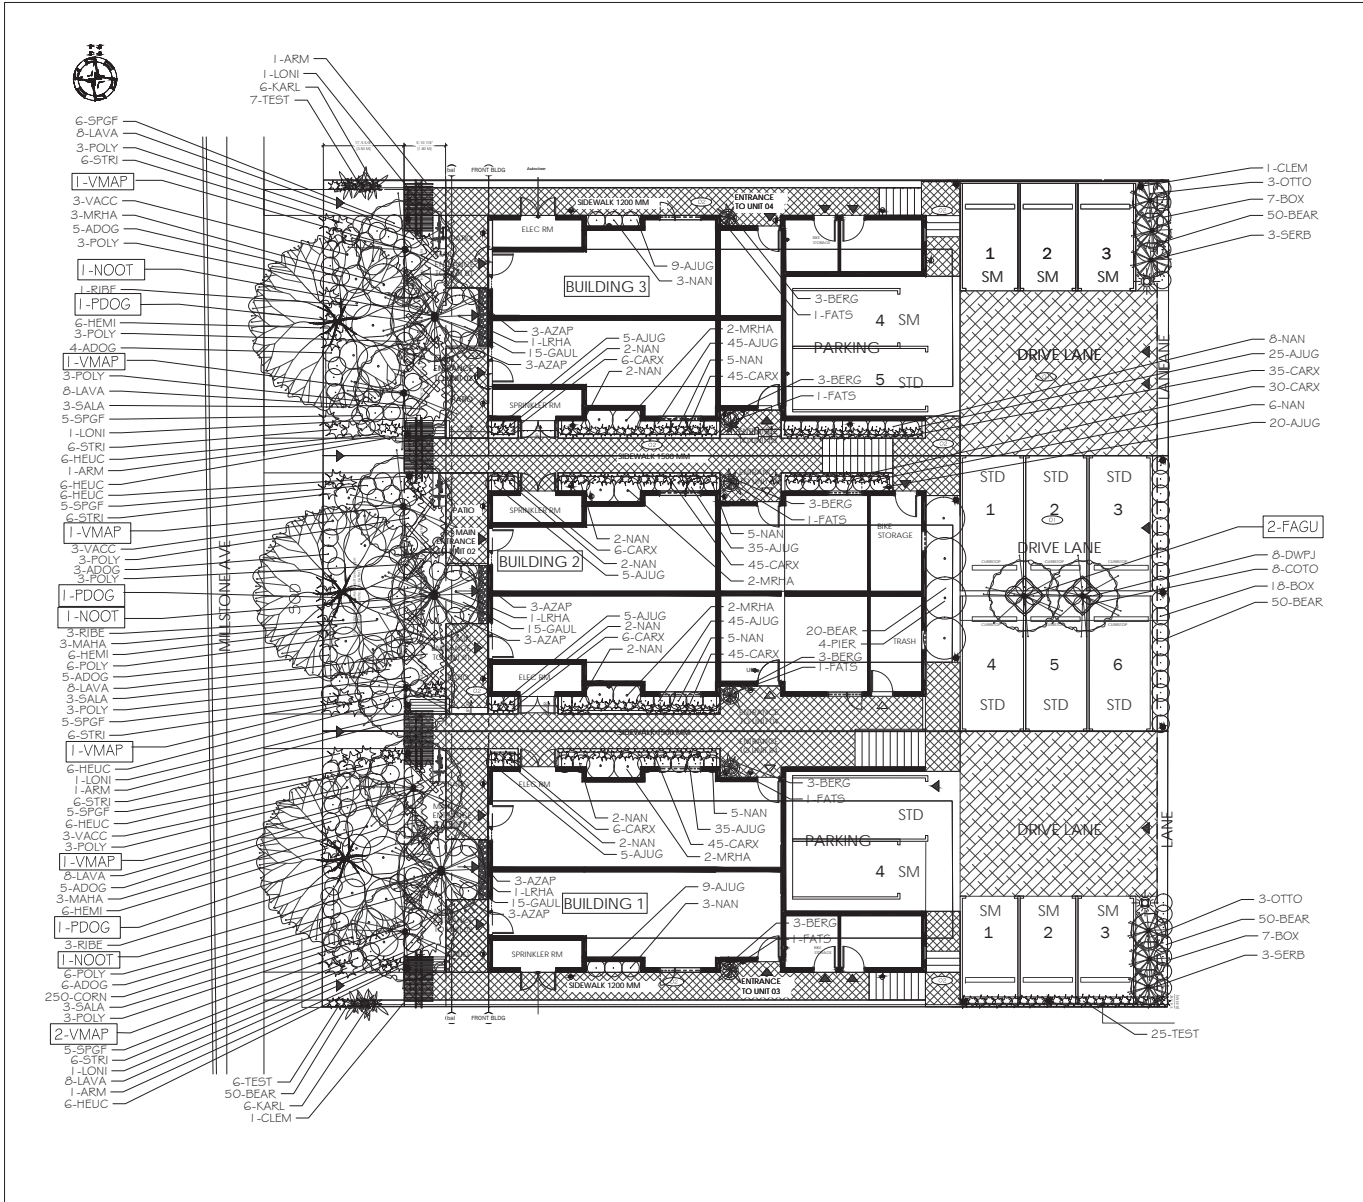 1-ARM
1-LONI
6-KARL
7-TEST
6-SPGF
8-LAVA
3-POLY
6-STRI
1-VMAP
3-VACC
3-MRHA
5-ADOG
3-POLY
1-NOOT
1-RIBE
1-PDOG
6-HEMI
3-POLY
4-ADOG
1-VMAP
3-POLY
8-LAVA
3-SALA
5-SPGF
1-LONI
6-STRI
6-HEUC
1-ARM
6-HEUC
6-HEUC
5-SPGF
6-STRI
1-VMAP
3-VACC
3-POLY
3-ADOG
3-POLY
1-PDOG
1-NOOT
3-RIBE
3-MAHA
6-HEMI
6-POLY
5-ADOG
8-LAVA
3-SALA
3-POLY
5-SPGF
6-STRI
1-VMAP
6-HEUC
1-LONI
1-ARM
6-STRI
5-SPGF
6-HEUC
3-VACC
3-POLY
1-VMAP
8-LAVA
5-ADOG
3-MAHA
6-HEMI
1-PDOG
3-RIBE
1-NOOT
6-POLY
6-ADOG
250-CORN
3-SALA
3-POLY
2-VMAP
5-SPGF
6-STRI
1-LONI
8-LAVA
1-ARM
6-HEUC
6-TEST
50-BEAR
6-KARL
1-CLEM
MILLSTONE AVE
FRONT BLDG
SIDEWALK 1200 MM
ENTRANCE
TO UNIT 04
ELEC RM
9-AJUG
3-NAN
BUILDING 3
3-BERG
1-FATS
3-AZAP
1-LRHA
15-GAUL
3-AZAP
5-AJUG
2-NAN
6-CARX
2-NAN
2-MRHA
45-AJUG
5-NAN
45-CARX
3-BERG
1-FATS
SPRINKLER RM
4 SM
PARKING
5 STD
SIDEWALK 1500 MM
SPRINKLER RM
PATIO
MAIN
ENTRANCE
UNIT 02
BUILDING 2
2-NAN
6-CARX
2-NAN
5-AJUG
3-BERG
1-FATS
5-NAN
35-AJUG
45-CARX
2-MRHA
BIKE
STORAGE
3-AZAP
1-LRHA
15-GAUL
3-AZAP
5-AJUG
2-NAN
6-CARX
2-NAN
2-MRHA
45-AJUG
5-NAN
45-CARX
20-BEAR
4-PIER
3-BERG
1-FATS
TRASH
ELEC RM
SIDEWALK 1500 MM
ELEC RM
2-NAN
6-CARX
2-NAN
5-AJUG
3-BERG
1-FATS
5-NAN
35-AJUG
45-CARX
2-MRHA
STD
PARKING
4 SM
3-AZAP
1-LRHA
15-GAUL
3-AZAP
BUILDING 1
9-AJUG
3-NAN
3-BERG
1-FATS
SPRINKLER RM
SIDEWALK 1200 MM
ENTRANCE
TO UNIT 03
FRONT BLDG
1 2 3
SM SM SM
DRIVE LANE
STD STD STD
1 2 3
DRIVE LANE
4 5 6
STD STD STD
DRIVE LANE
SM SM SM
1 2 3
LANE
1-CLEM
3-OTTO
7-BOX
50-BEAR
3-SERB
8-NAN
25-AJUG
35-CARX
30-CARX
6-NAN
20-AJUG
2-FAGU
8-DWPJ
8-COTO
18-BOX
50-BEAR
3-OTTO
50-BEAR
7-BOX
3-SERB
25-TEST